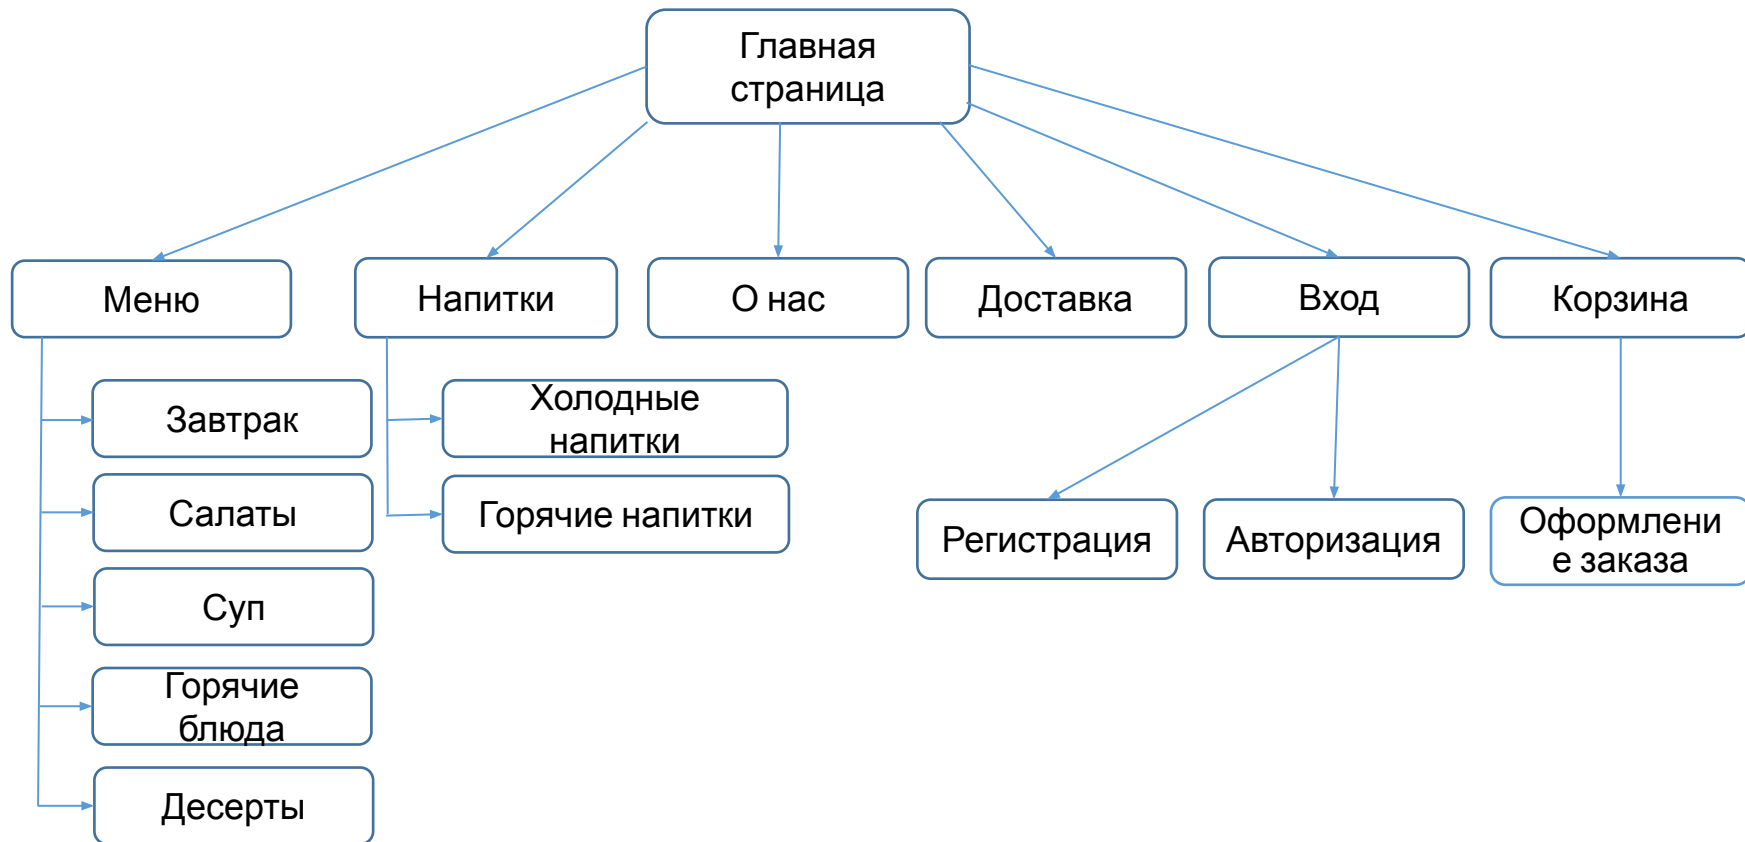 Главная
страница
Меню
Напитки
О нас
Доставка
Вход
Корзина
Завтрак
Салаты
Суп
Горячие
блюда
Десерты
Холодные
напитки
Горячие напитки
Регистрация
Авторизация
Оформлени
е заказа